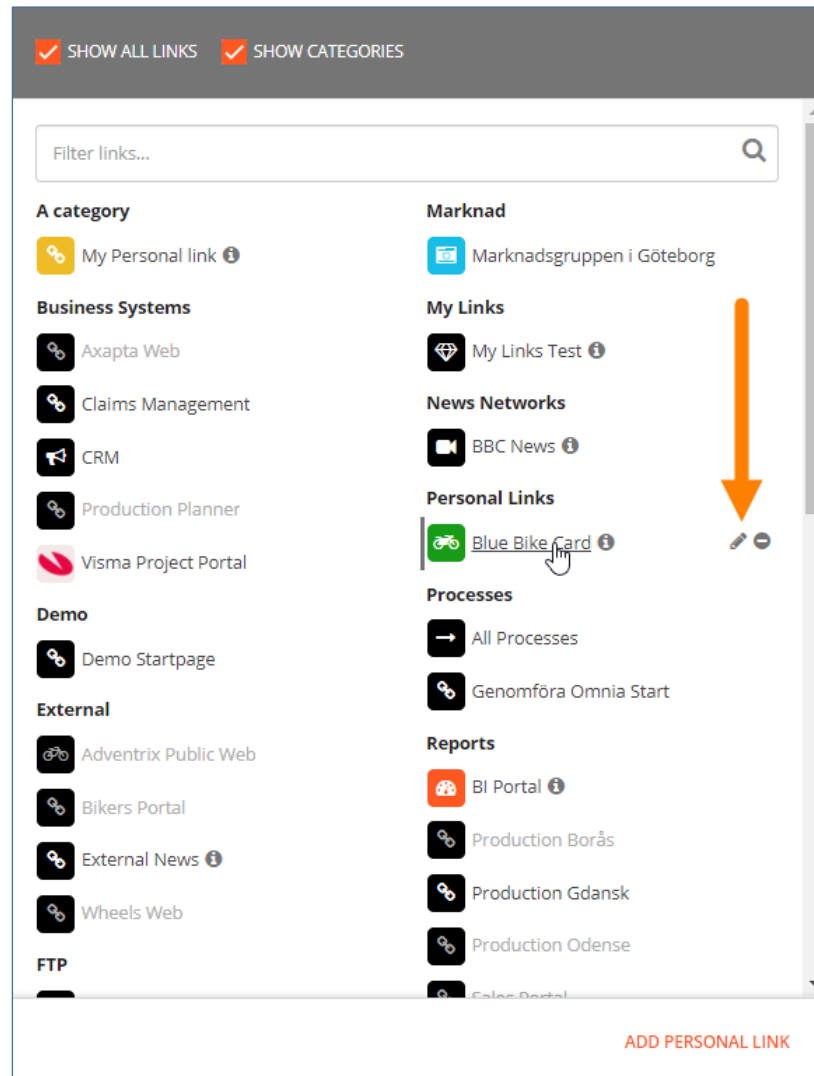 SHOW ALL LINKS SHOW CATEGORIES
Filter links...
A category
My Personal link
Business Systems
Axapta Web
Claims Management
CRM
Production Planner
Visma Project Portal
Demo
Demo Startpage
External
Adventrix Public Web
Bikers Portal
External News
Wheels Web
FTP
Marknad
Marknadsgruppen i Göteborg
My Links
My Links Test
News Networks
BBC News
Personal Links
Blue Bike Card
Processes
All Processes
Genomföra Omnia Start
Reports
BI Portal
Production Borås
Production Gdansk
Production Odense
Sales Portal
ADD PERSONAL LINK